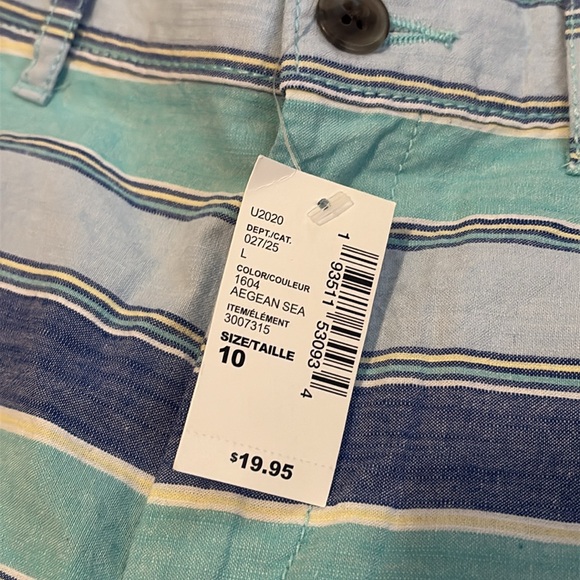 U2020
DEPT./CAT.
027/25
L
COLOR/COULEUR
1604
AEGEAN SEA
ITEM/ÉLÉMENT
3007315
SIZE/TAILLE
10
$19.95
1 93511 53093 4